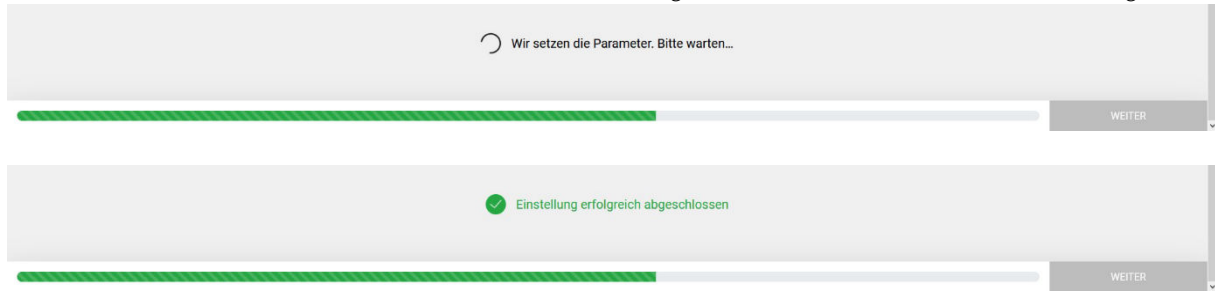 Wir setzen die Parameter. Bitte warten...
WEITER
Einstellung erfolgreich abgeschlossen
WEITER